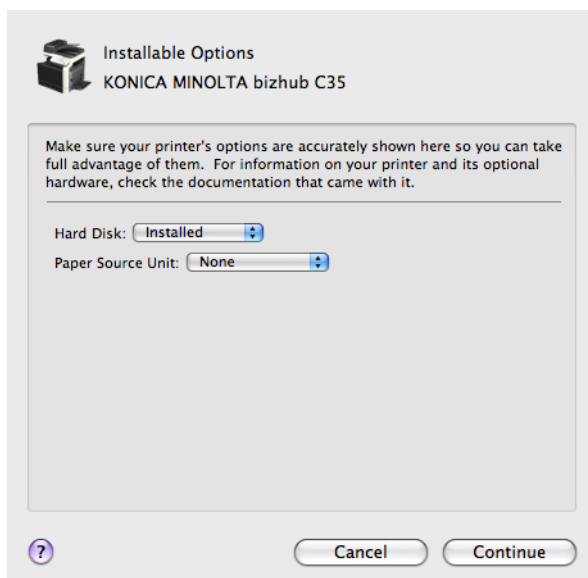 Installable Options
KONICA MINOLTA bizhub C35
Make sure your printer's options are accurately shown here so you can take
full advantage of them.  For information on your printer and its optional
hardware, check the documentation that came with it.
Hard Disk: Installed
Paper Source Unit: None
? Cancel Continue